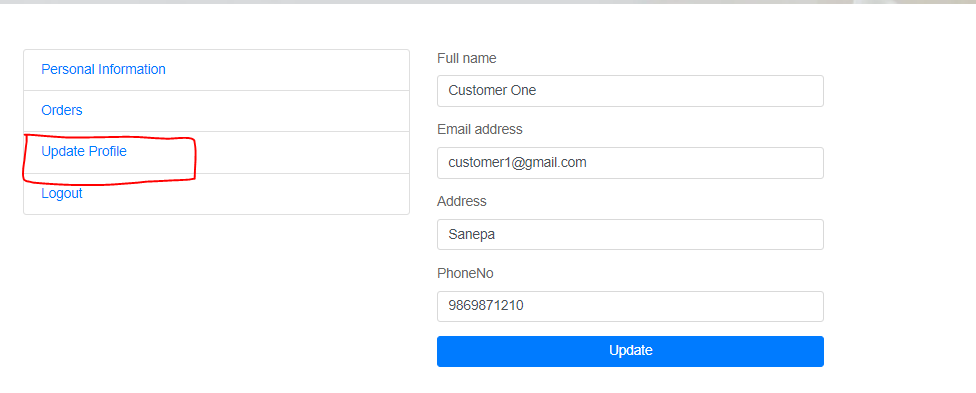 Personal Information
Orders
Update Profile
Logout
Full name
Customer One
Email address
customer1@gmail.com
Address
Sanepa
PhoneNo
9869871210
Update